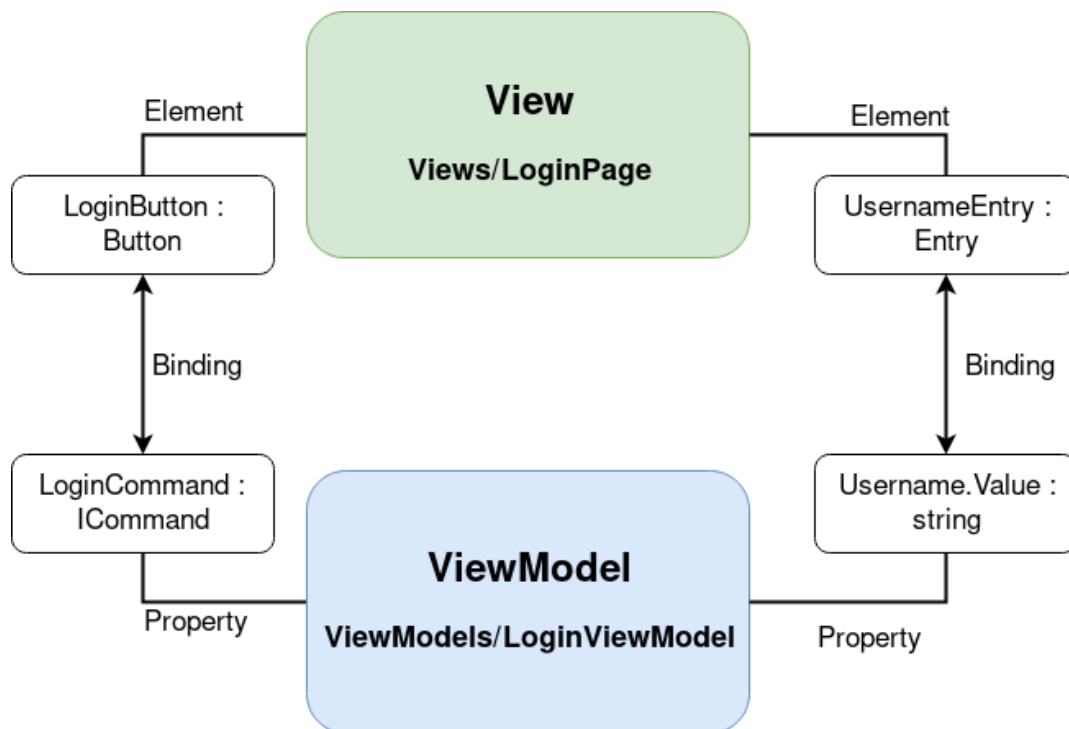 View
Views/LoginPage
Element
Element
LoginButton :
Button
UsernameEntry :
Entry
Binding
Binding
LoginCommand :
ICommand
Username.Value :
string
ViewModel
ViewModels/LoginViewModel
Property
Property